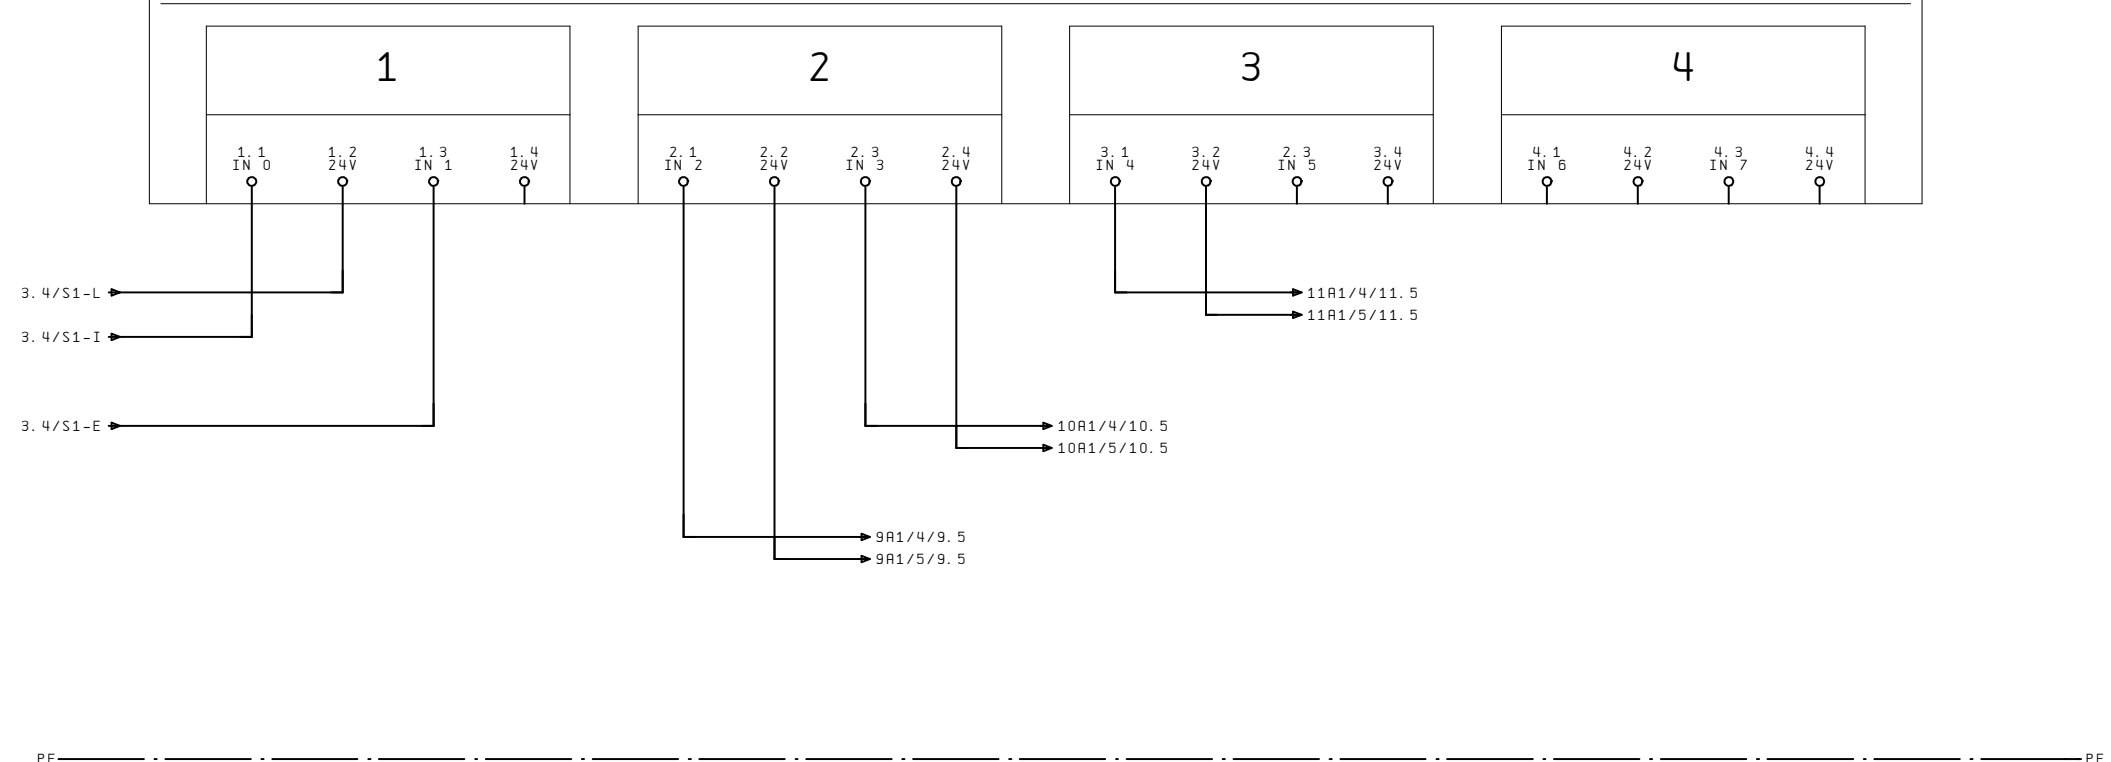 1 2 3 4
1.1 1.2 1.3 1.4 2.1 2.2 2.3 2.4 3.1 3.2 2.3 3.4 4.1 4.2 4.3 4.4
IN 0 24V IN 1 24V IN 2 24V IN 3 24V IN 4 24V IN 5 24V IN 6 24V IN 7 24V
3.4/S1-L 11A1/4/11.5
11A1/5/11.5
3.4/S1-I
3.4/S1-E 10A1/4/10.5
10A1/5/10.5
9A1/4/9.5
9A1/5/9.5
PE PE